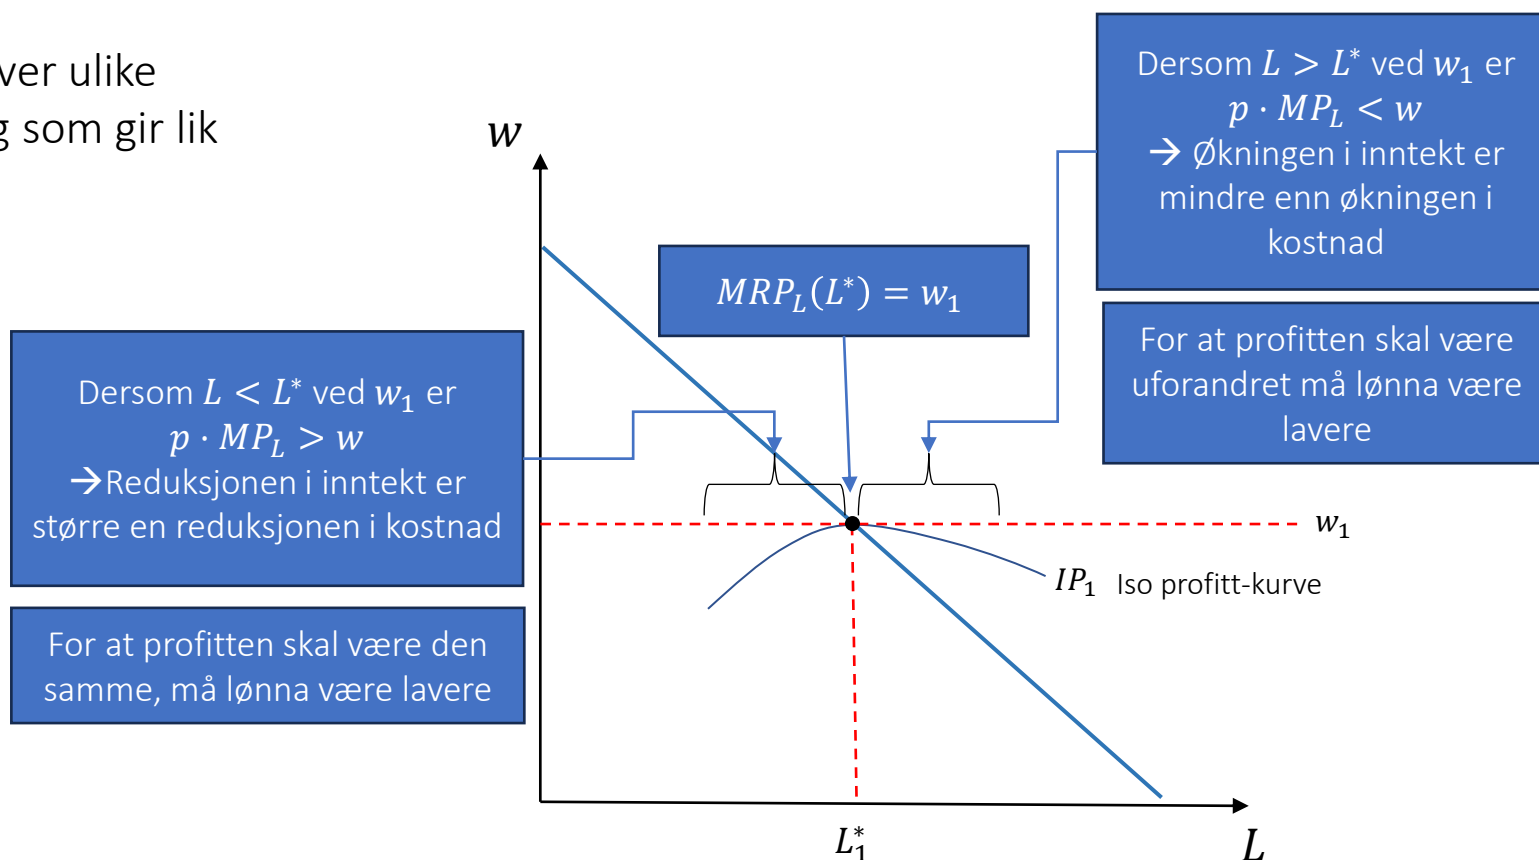 ver ulike
g som gir lik
w
Dersom L > L* ved w₁ er
p · MP_L < w
→ Økningen i inntekt er
mindre enn økningen i
kostnad
MRP_L(L*) = w₁
For at profitten skal være
uforandret må lønna være
lavere
Dersom L < L* ved w₁ er
p · MP_L > w
→Reduksjonen i inntekt er
større en reduksjonen i kostnad
w₁
IP₁ Iso profitt-kurve
For at profitten skal være den
samme, må lønna være lavere
L₁*
L